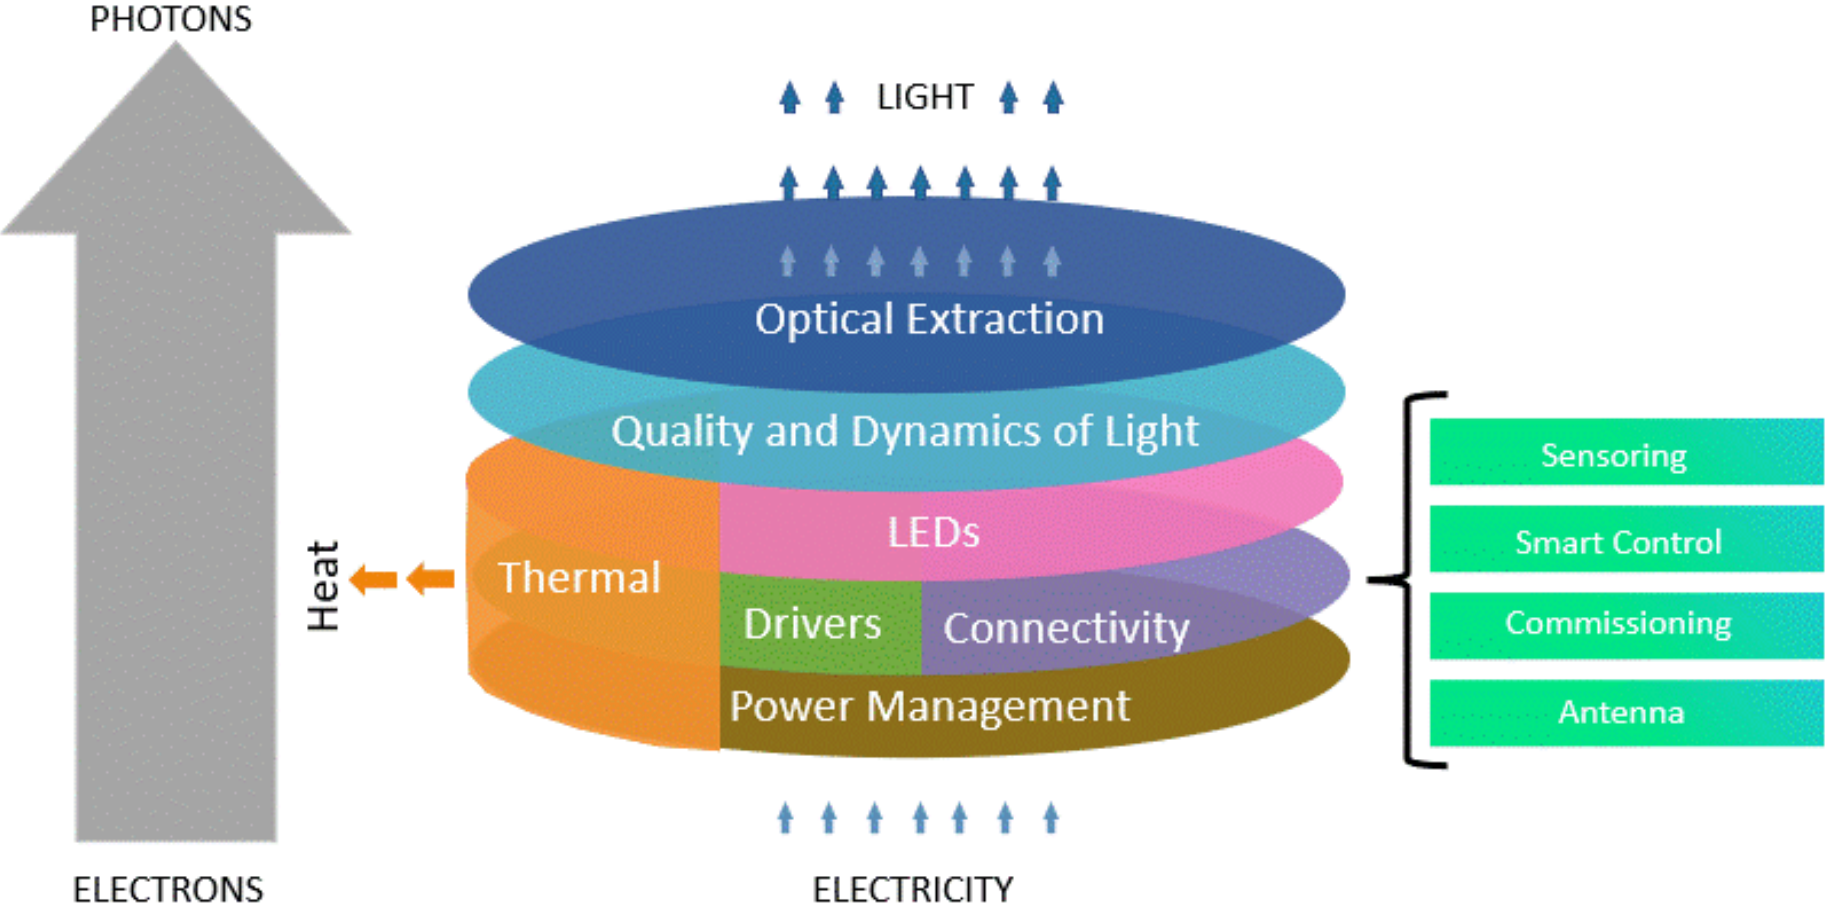 PHOTONS
LIGHT
Optical Extraction
Quality and Dynamics of Light
LEDs
Thermal
Heat
Drivers
Connectivity
Power Management
Sensoring
Smart Control
Commissioning
Antenna
ELECTRONS
ELECTRICITY